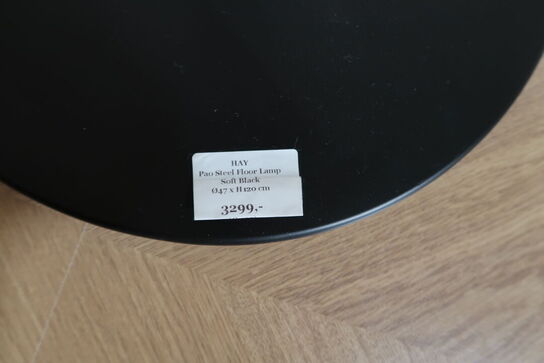 HAY
Pao Steel Floor Lamp
Soft Black
Ø47 x H120 cm
3299,-